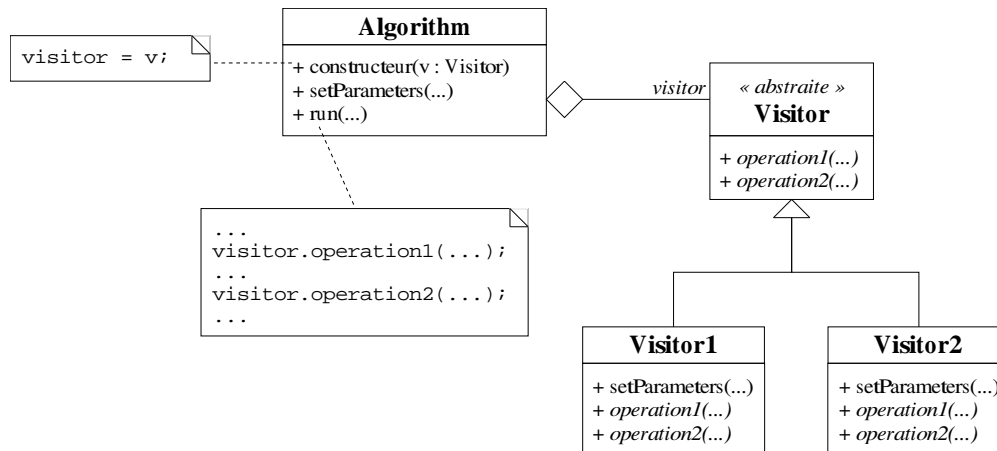 Algorithm
+ constructeur(v : Visitor)
+ setParameters(...)
+ run(...)
visitor = v;
visitor
« abstraite »
Visitor
+ operation1(...)
+ operation2(...)
...
visitor.operation1(...);
...
visitor.operation2(...);
...
Visitor1
+ setParameters(...)
+ operation1(...)
+ operation2(...)
Visitor2
+ setParameters(...)
+ operation1(...)
+ operation2(...)